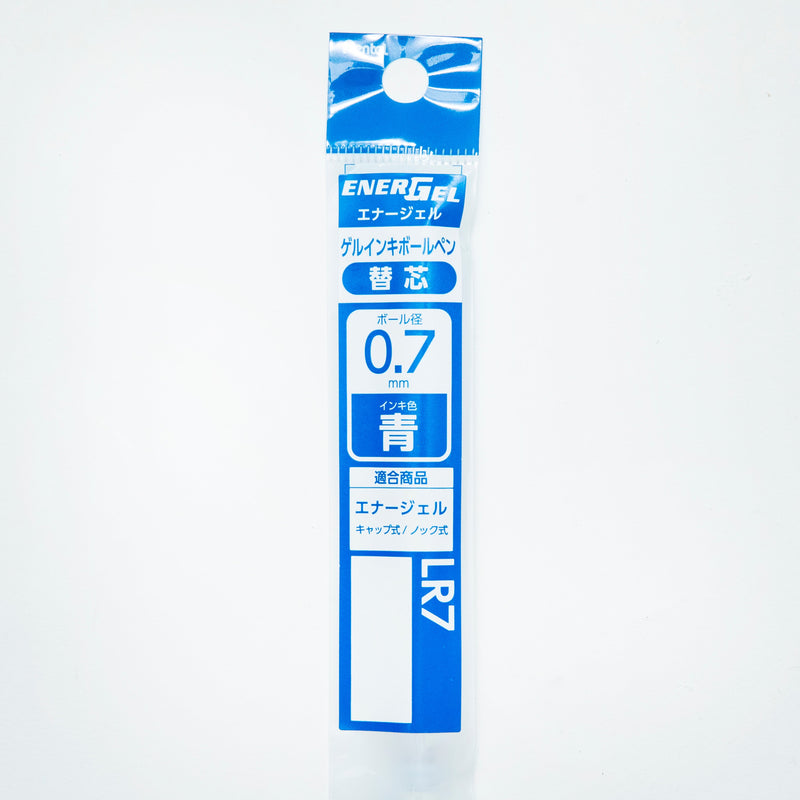 Pentel
ENERGEL
エナージェル
ゲルインキボールペン
替芯
ボール径
0.7
mm
インキ色
青
適合商品
エナージェル
キャップ式/ノック式
LR7